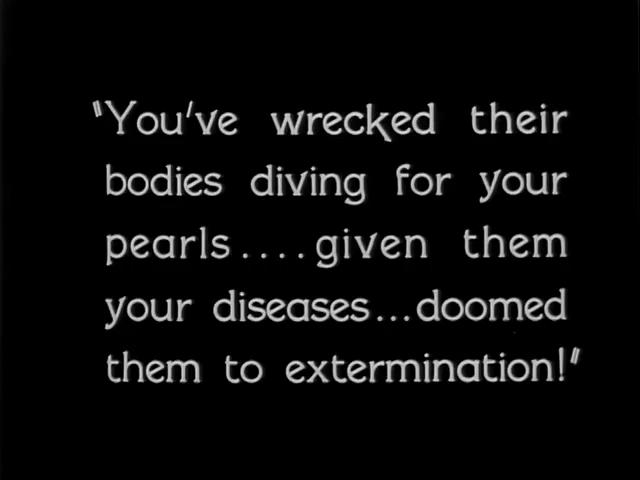 "You've wrecked their
bodies diving for your
pearls....given them
your diseases...doomed
them to extermination!"